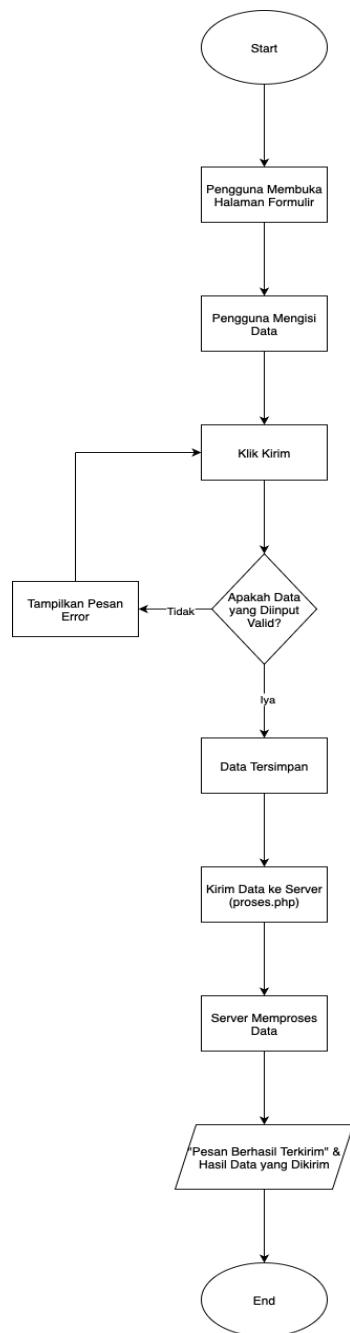 Start
Pengguna Membuka
Halaman Formulir
Pengguna Mengisi
Data
Klik Kirim
Apakah Data
yang Diinput
Valid?
Tidak
Tampilkan Pesan
Error
Iya
Data Tersimpan
Kirim Data ke Server
(proses.php)
Server Memproses
Data
"Pesan Berhasil Terkirim" &
Hasil Data yang Dikirim
End